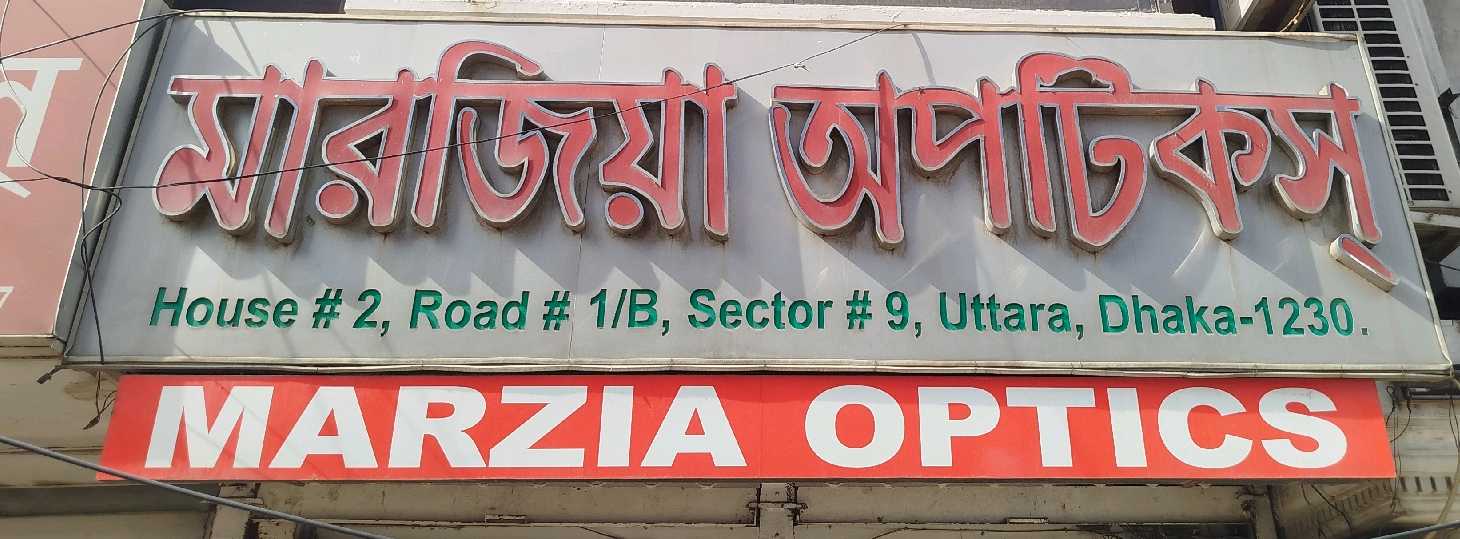 মারজিয়া অপটিকস্
House # 2, Road # 1/B, Sector # 9, Uttara, Dhaka-1230.
MARZIA OPTICS